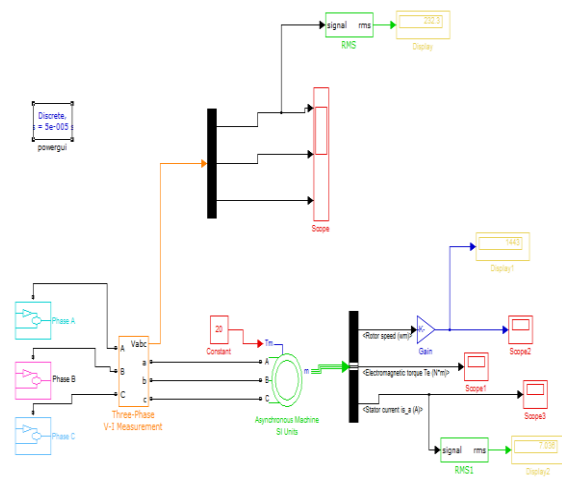 signal rms
RMS
232.3
Display
Discrete,
s = 5e-005 s
powergui
Scope
1443
Display1
Phase A
Phase B
Phase C
Vabc
A
B
C
a
b
c
Three-Phase
V-I Measurement
20
Constant
Tm
A
B
C
m
Asynchronous Machine
SI Units
<Rotor speed (wm)>
-K-
Gain
Scope2
<Electromagnetic torque Te (N*m)>
Scope1
<Stator current is_a (A)>
Scope3
signal rms
RMS1
7.036
Display2